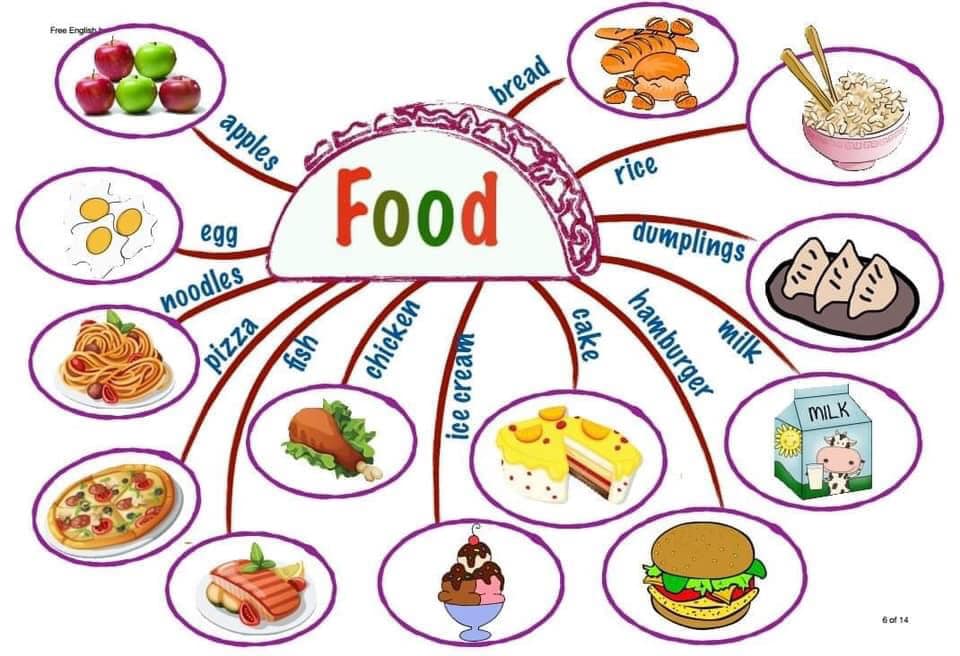 Free English
bread
apples
rice
Food
egg
dumplings
noodles
pizza
fish
chicken
ice cream
cake
hamburger
milk
MILK
6 of 14